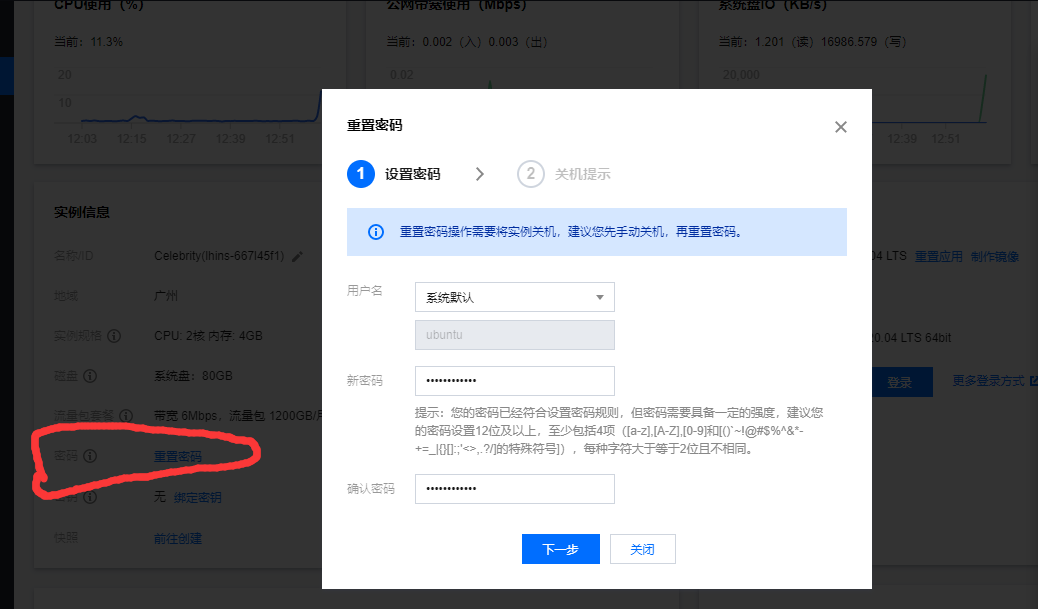 CPU使用（%）
公网带宽使用（Mbps）
系统盘IO（KB/s）
当前：11.3%
当前：0.002（入）0.003（出）
当前：1.201（读）16986.579（写）
20
0.02
20,000
10
12:03 12:15 12:27 12:39 12:51
12:39 12:51
重置密码
1 设置密码
2 关机提示
重置密码操作需要将实例关机，建议您先手动关机，再重置密码。
用户名
系统默认
ubuntu
新密码
••••••••••••
提示：您的密码已经符合设置密码规则，但密码需要具备一定的强度，建议您
的密码设置12位及以上，至少包括4项（[a-z],[A-Z],[0-9]和[()`~!@#$%^&*-
+=_|{}[]:;'<>,.?/]的特殊符号]），每种字符大于等于2位且不相同。
确认密码
••••••••••••
下一步
关闭
实例信息
名称/ID
Celebrity(lhins-667l45f1)
地域
广州
实例规格
CPU: 2核 内存: 4GB
磁盘
系统盘：80GB
流量包套餐
带宽 6Mbps，流量包 1200GB/月
密码
重置密码
无 绑定密钥
快照
前往创建
04 LTS 重置应用 制作镜像
0.04 LTS 64bit
登录
更多登录方式